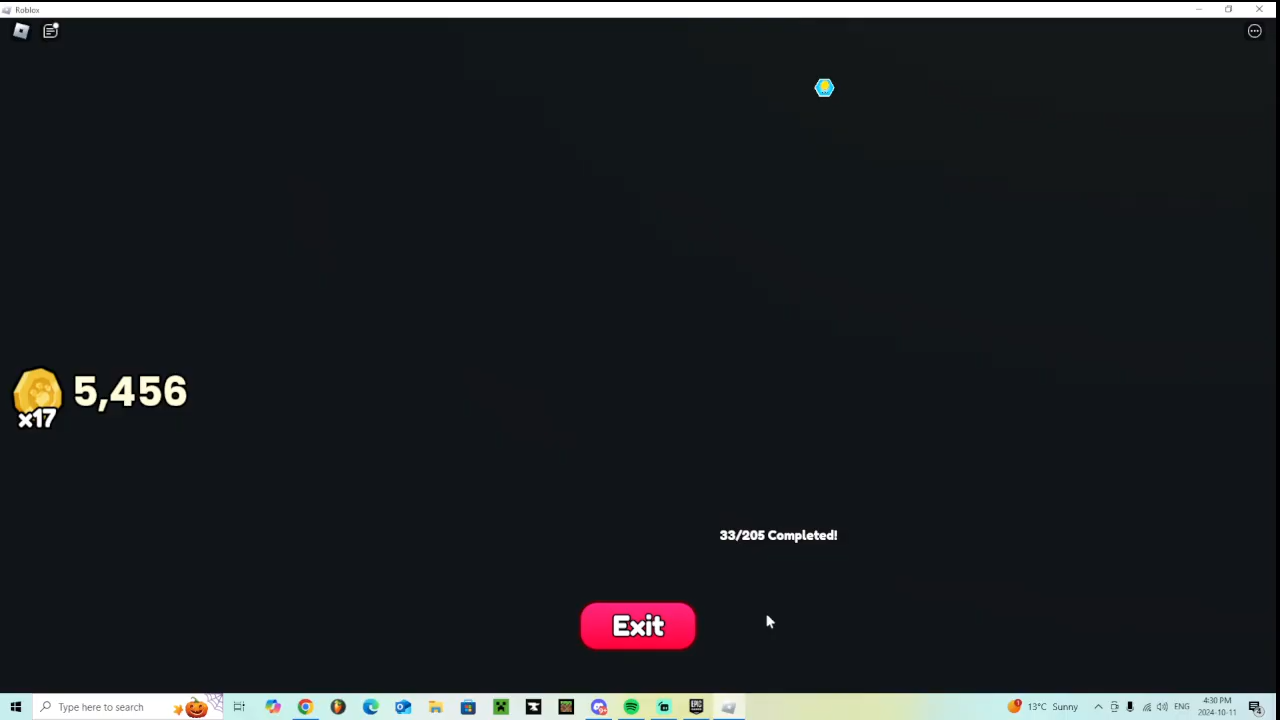 Roblox
5,456
x17
33/205 Completed!
Exit
Type here to search
13°C Sunny
ENG
4:30 PM
2024-10-11